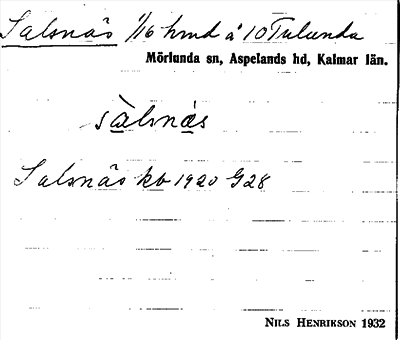 Salsnäs 1/16 hmd å 10 Tulunda
Mörlunda sn, Aspelands hd, Kalmar län.
sàlsnàs
Salsnäs kb 1920 G28
NILS HENRIKSON 1932